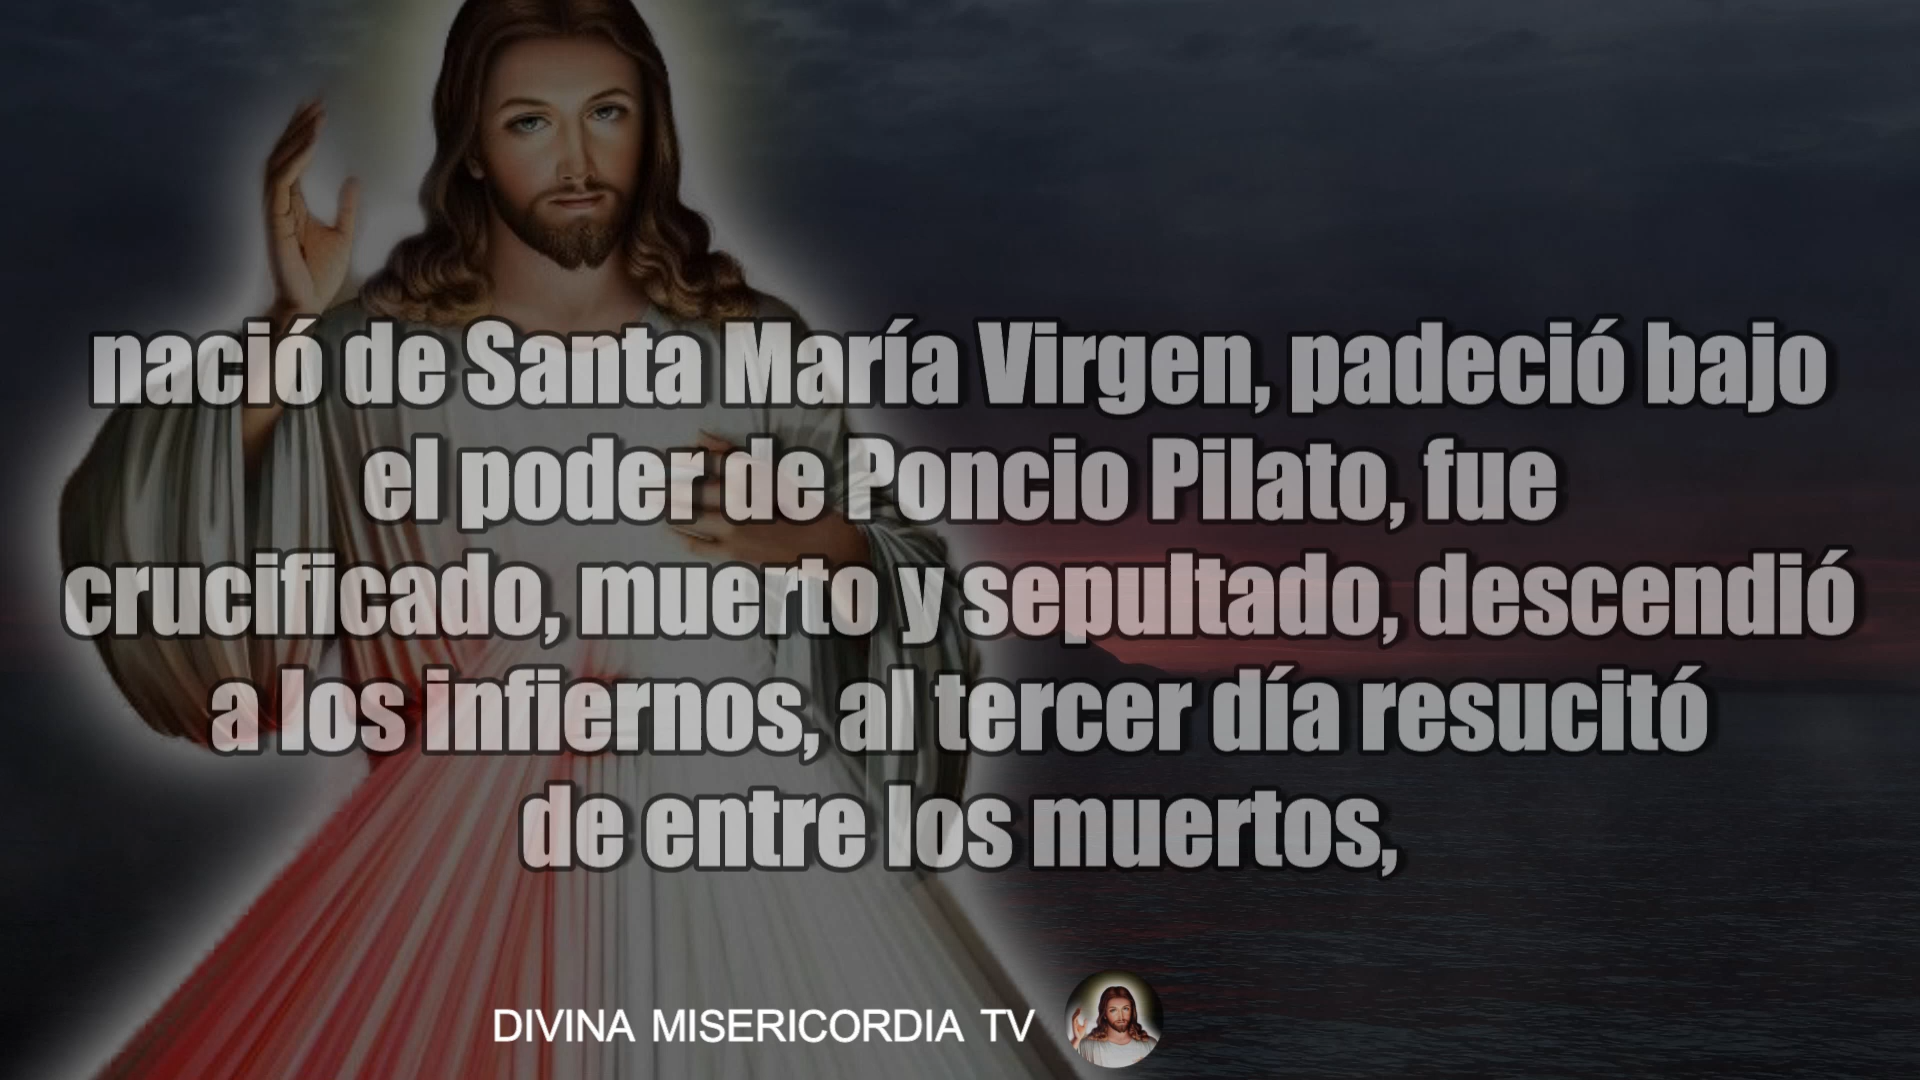 nació de Santa María Virgen, padeció bajo
el poder de Poncio Pilato, fue
crucificado, muerto y sepultado, descendió
a los infiernos, al tercer día resucitó
de entre los muertos,
DIVINA MISERICORDIA TV